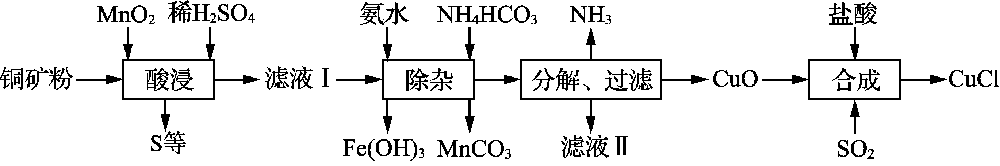 MnO₂ 稀H₂SO₄ 氨水 NH₄HCO₃ NH₃ 盐酸
铜矿粉 酸浸 滤液Ⅰ 除杂 分解、过滤 CuO 合成 CuCl
S等 Fe(OH)₃ MnCO₃ 滤液Ⅱ SO₂